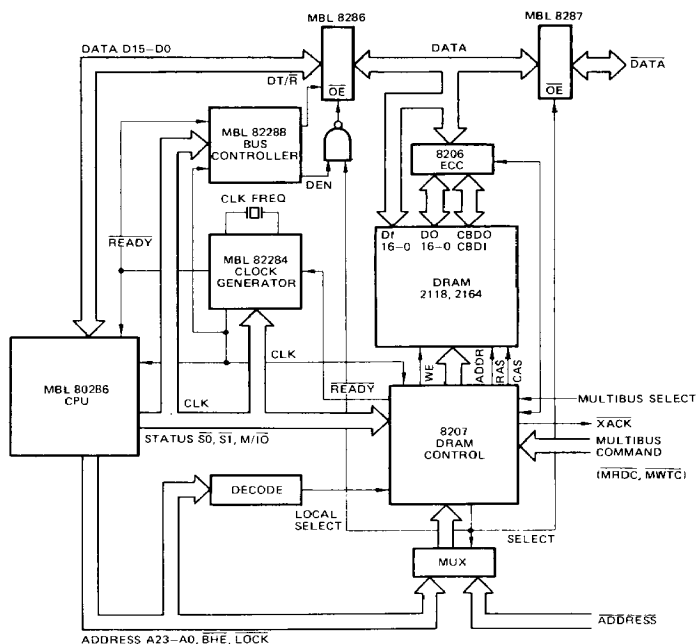 MBL 8286
MBL 8287
DATA D15–D0
DATA
DATA
DT/R
OE
OE
MBL 82288
BUS
CONTROLLER
DEN
8206
ECC
CLK FREQ
READY
MBL 82284
CLOCK
GENERATOR
DI
16-0
DO
16-0
CBDO
CBDI
DRAM
2118, 2164
MBL 80286
CPU
CLK
CLK
READY
WE
ADDR
RAS
CAS
MULTIBUS SELECT
XACK
MULTIBUS
COMMAND
(MRDC, MWTC)
STATUS S0, S1, M/IO
8207
DRAM
CONTROL
DECODE
LOCAL
SELECT
SELECT
MUX
ADDRESS
ADDRESS A23–A0, BHE, LOCK